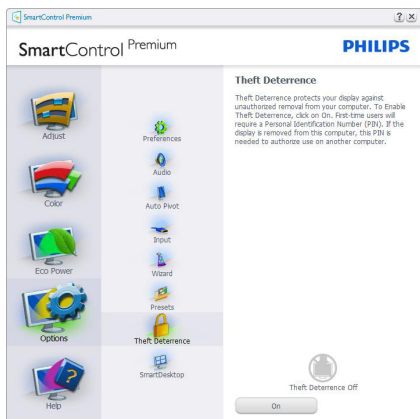 SmartControl Premium
? ×
SmartControl Premium
PHILIPS
Adjust
Color
Eco Power
Options
Help
Preferences
Audio
Auto Pivot
Input
Wizard
Presets
Theft Deterrence
SmartDesktop
Theft Deterrence
Theft Deterrence protects your display against
unauthorized removal from your computer. To Enable
Theft Deterrence, click on On. First-time users will
require a Personal Identification Number (PIN). If the
display is removed from this computer, this PIN is
needed to authorize use on another computer.
Theft Deterrence Off
On